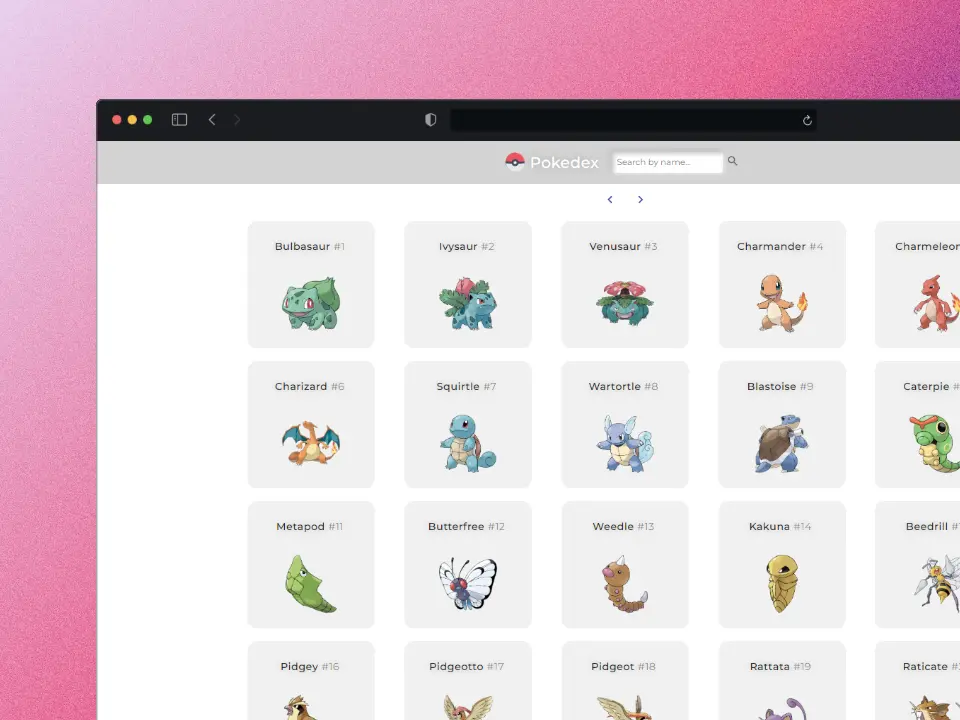 Pokedex
Search by name...
Bulbasaur #1
Ivysaur #2
Venusaur #3
Charmander #4
Charmeleon
Charizard #6
Squirtle #7
Wartortle #8
Blastoise #9
Caterpie #
Metapod #11
Butterfree #12
Weedle #13
Kakuna #14
Beedrill #1
Pidgey #16
Pidgeotto #17
Pidgeot #18
Rattata #19
Raticate #